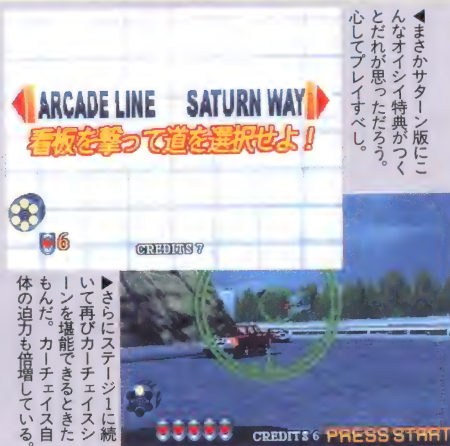 ◀まさかサターン版にこ
んなオイシイ特典がつく
とだれが思っただろう。
心してプレイすべし。
ARCADE LINE SATURN WAY
看板を撃って道を選択せよ！
6
CREDITS 7
▶さらにステージ1に続
いて再びカーチェイスシ
ーンを堪能できるときた
もんだ。カーチェイス自
体の迫力も倍増している。
CREDITS 6 PRESS START